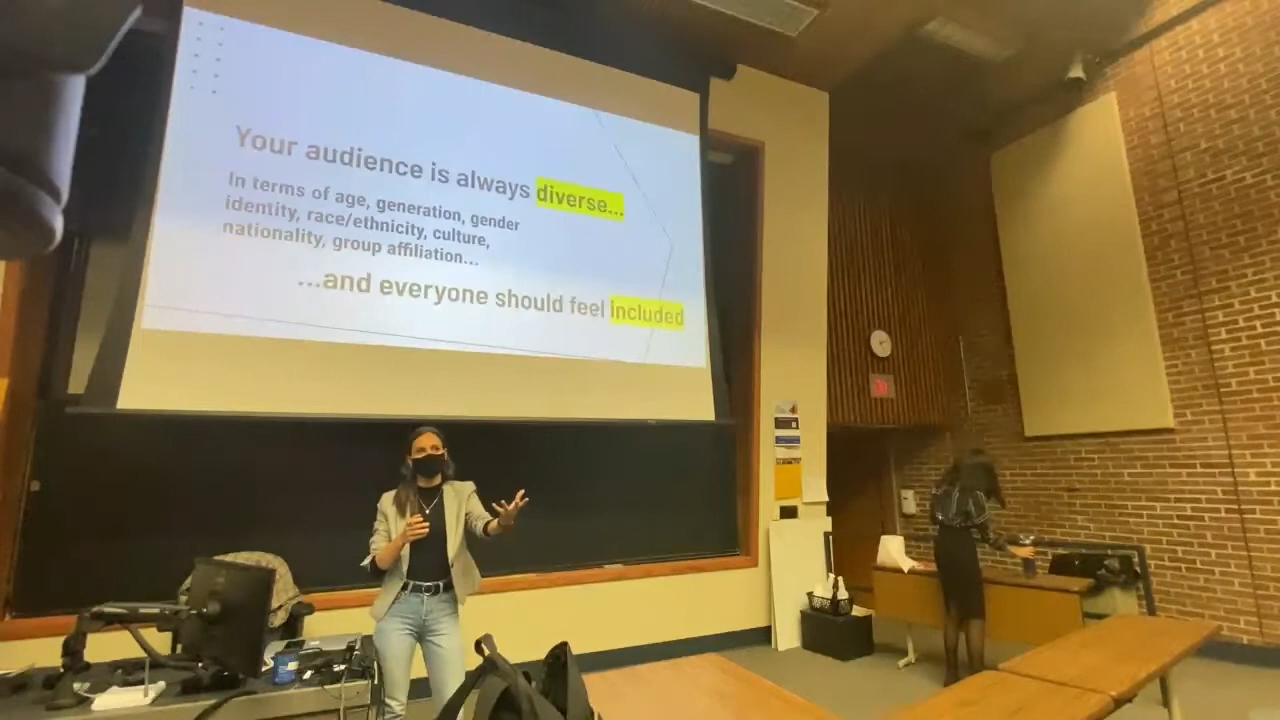 Your audience is always diverse...
In terms of age, generation, gender
identity, race/ethnicity, culture,
nationality, group affiliation...
...and everyone should feel included